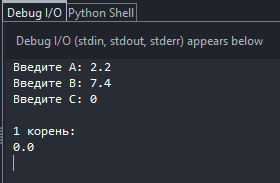 Debug I/O Python Shell
Debug I/O (stdin, stdout, stderr) appears below
Введите A: 2.2
Введите B: 7.4
Введите C: 0
1 корень:
0.0